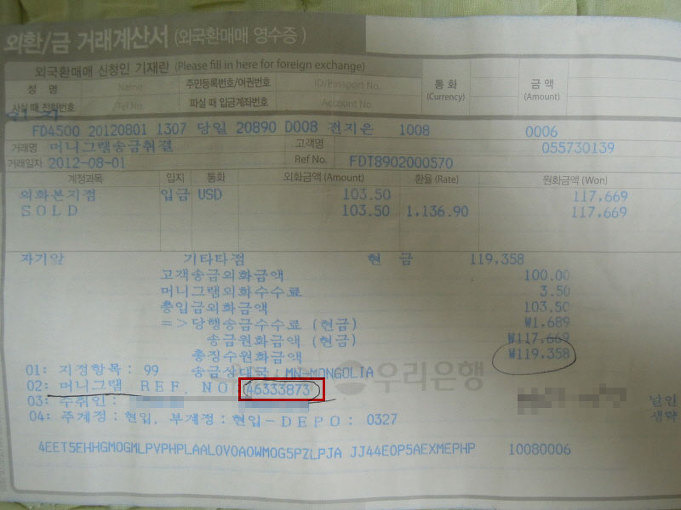 외환/금 거래계산서 (외국환매매 영수증)
외국환매매 신청인 기재란 (Please fill in here for foreign exchange)
성 명 Name 주민등록번호/여권번호 ID/Passport No. 통 화 (Currency) 금 액 (Amount)
파실 때 입금계좌번호 Account No.
FD4500 20120801 1307 당일 20890 D008 전지은 1008 0006
거래명 머니그램송금취결 고객명 055730139
거래일자 2012-08-01 Ref No. FDT8902000570
계정과목 일자 통화 외화금액 (Amount) 환율 (Rate) 원화금액 (Won)
외화본지점 입금 USD 103.50 117,669
SOLD 103.50 1,136.90 117,669
자기앞 기타타점 현 금 119,358
고객송금외화금액 100.00
머니그램외화수수료 3.50
총입금외화금액 103.50
=>당행송금수수료 (현금) ₩1,689
송금원화금액 (현금) ₩117,669
총징수원화금액 ₩119,358
01: 지정항목: 99 송금상대국: MN-MONGOLIA
우리은행
02: 머니그램 REF. NO 46333873
03: 수취인: 날인
04: 주계정:현입, 부계정:현입-DEPO: 0327 생략
4EET5EHHGMOGMLPVPHPLAALOVOAOWMOG5PZLPJA JJ44EOP5AEXMEPHP 10080006